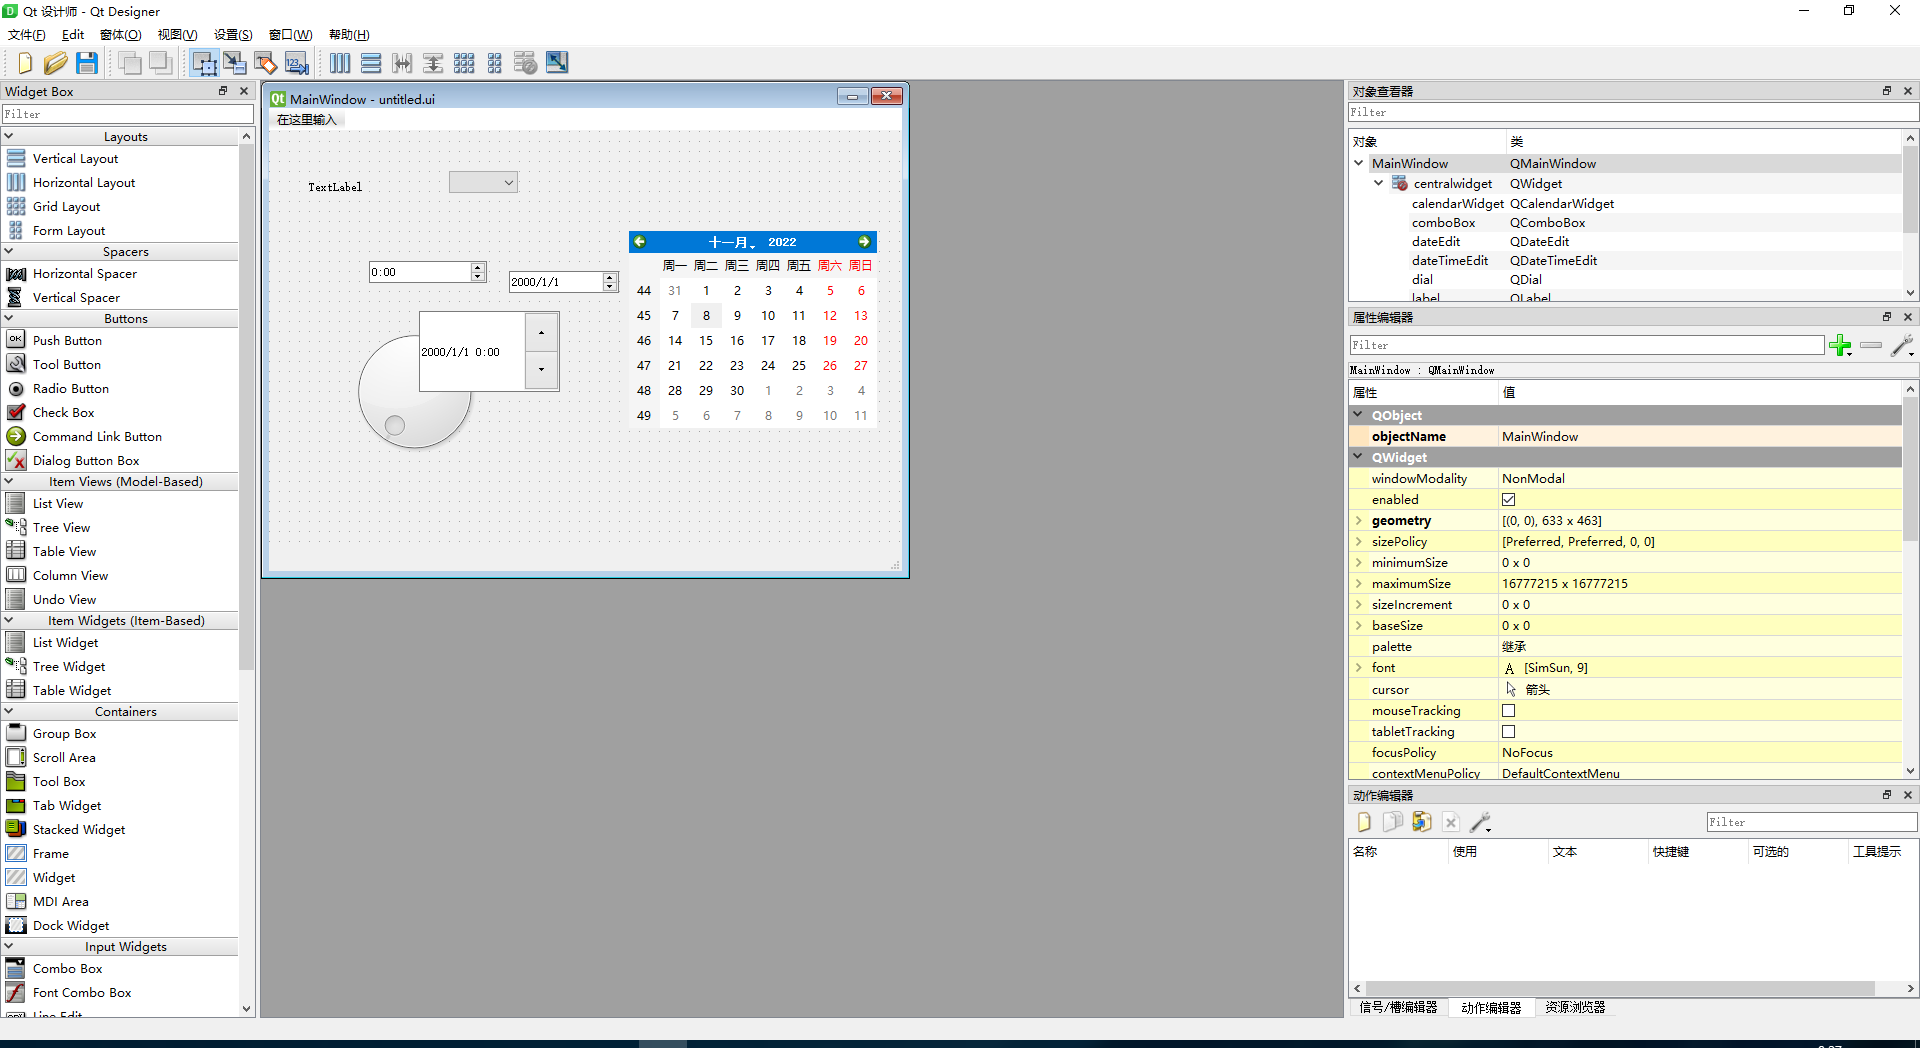 Qt 设计师 - Qt Designer
文件(F) Edit 窗体(O) 视图(V) 设置(S) 窗口(W) 帮助(H)
Widget Box
Filter
Layouts
Vertical Layout
Horizontal Layout
Grid Layout
Form Layout
Spacers
Horizontal Spacer
Vertical Spacer
Buttons
Push Button
Tool Button
Radio Button
Check Box
Command Link Button
Dialog Button Box
Item Views (Model-Based)
List View
Tree View
Table View
Column View
Undo View
Item Widgets (Item-Based)
List Widget
Tree Widget
Table Widget
Containers
Group Box
Scroll Area
Tool Box
Tab Widget
Stacked Widget
Frame
Widget
MDI Area
Dock Widget
Input Widgets
Combo Box
Font Combo Box
Line Edit
MainWindow - untitled.ui
在这里输入
TextLabel
0:00
2000/1/1
2000/1/1 0:00
十一月 2022
周一 周二 周三 周四 周五 周六 周日
44 31 1 2 3 4 5 6
45 7 8 9 10 11 12 13
46 14 15 16 17 18 19 20
47 21 22 23 24 25 26 27
48 28 29 30 1 2 3 4
49 5 6 7 8 9 10 11
对象查看器
Filter
对象 类
MainWindow QMainWindow
centralwidget QWidget
calendarWidget QCalendarWidget
comboBox QComboBox
dateEdit QDateEdit
dateTimeEdit QDateTimeEdit
dial QDial
label QLabel
属性编辑器
Filter
MainWindow : QMainWindow
属性 值
QObject
objectName MainWindow
QWidget
windowModality NonModal
enabled
geometry [(0, 0), 633 x 463]
sizePolicy [Preferred, Preferred, 0, 0]
minimumSize 0 x 0
maximumSize 16777215 x 16777215
sizeIncrement 0 x 0
baseSize 0 x 0
palette 继承
font A [SimSun, 9]
cursor 箭头
mouseTracking
tabletTracking
focusPolicy NoFocus
contextMenuPolicy DefaultContextMenu
动作编辑器
Filter
名称 使用 文本 快捷键 可选的 工具提示
信号/槽编辑器 动作编辑器 资源浏览器